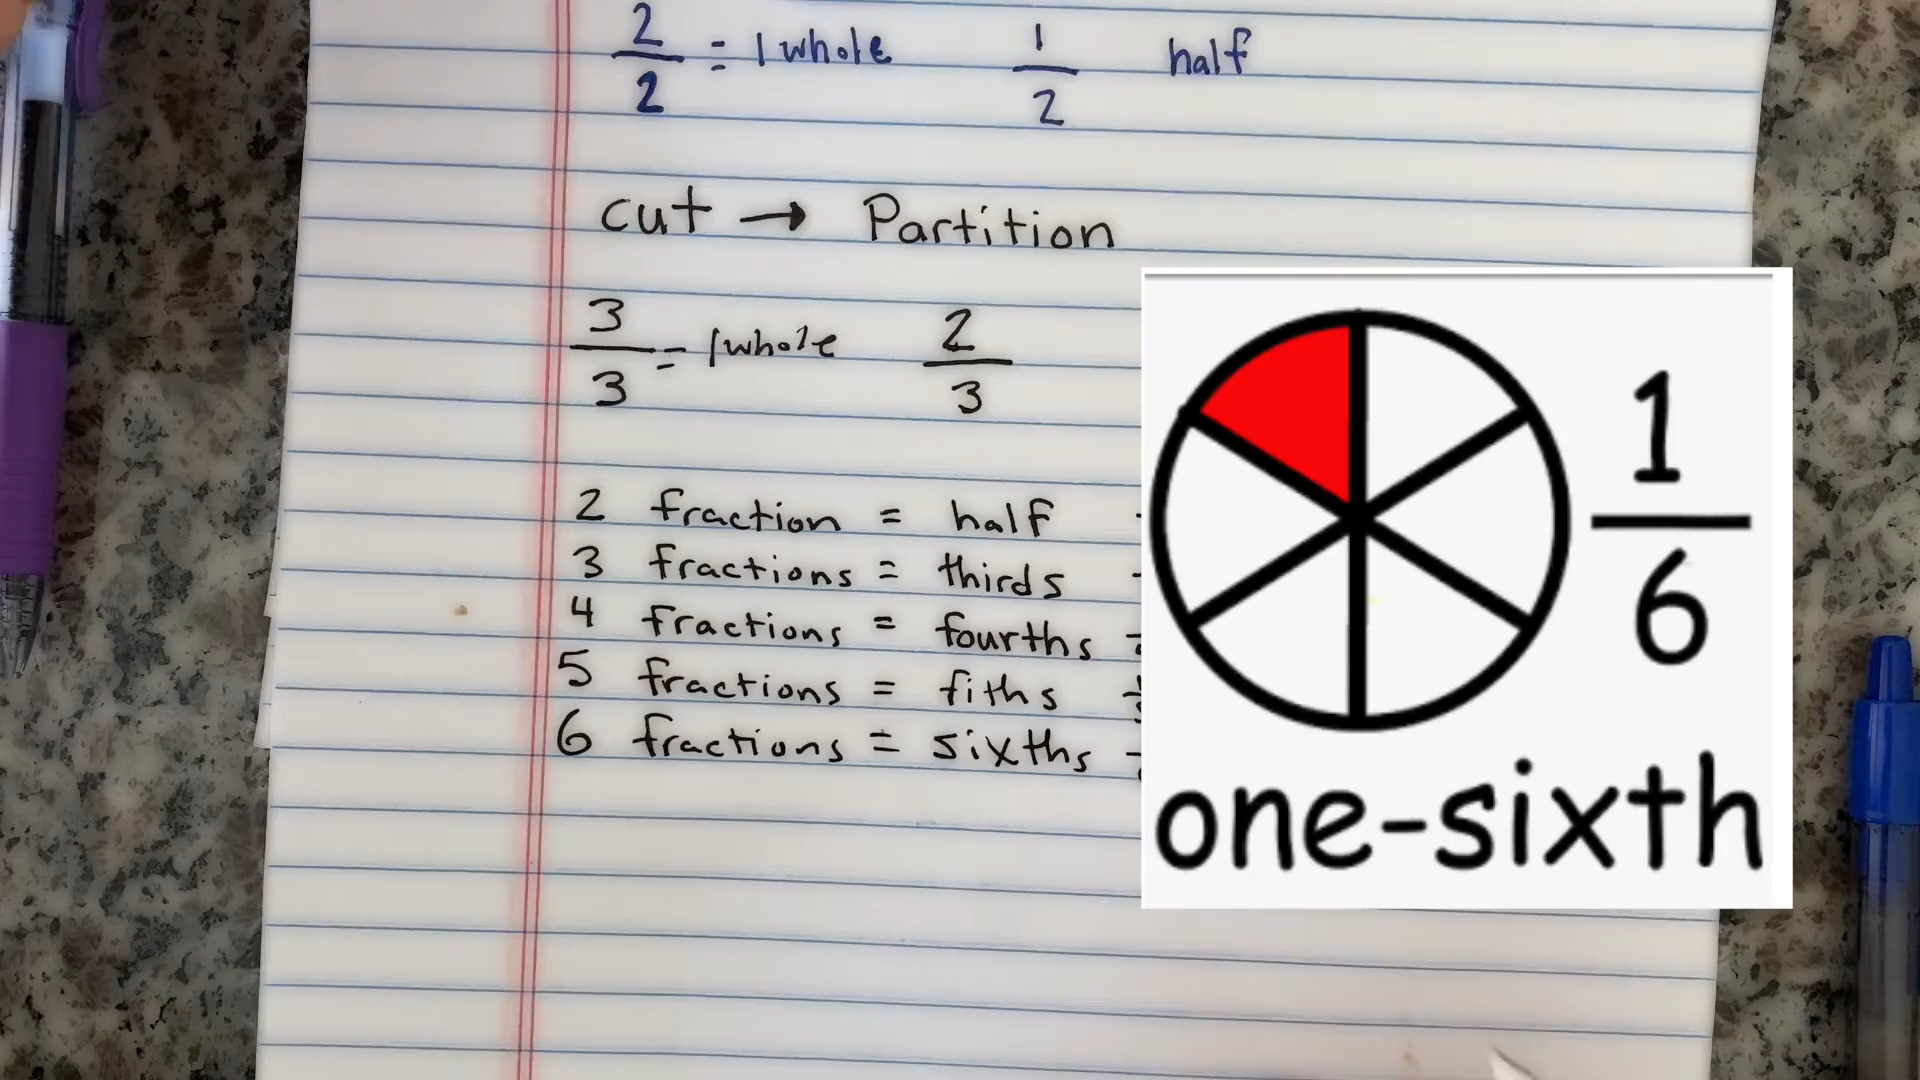 2/2 = 1 whole 1/2 half
cut → Partition
3/3 = 1 whole 2/3
2 fraction = half
3 fractions = thirds
4 fractions = fourths
5 fractions = fiths
6 fractions = sixths
1/6
one-sixth